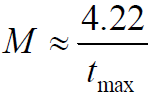 M ≈ 4.22 / t_max